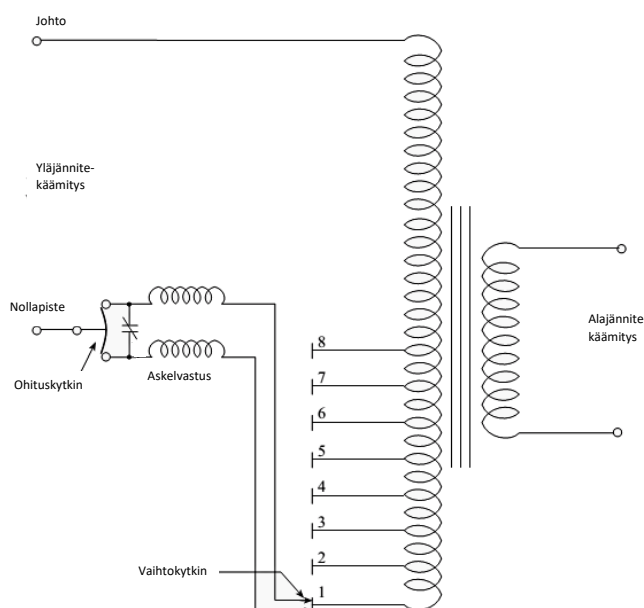 Johto
Yläjännite-
käämitys
Nollapiste
Ohituskytkin
Askelvastus
Alajännite
käämitys
8
7
6
5
4
3
2
1
Vaihtokytkin